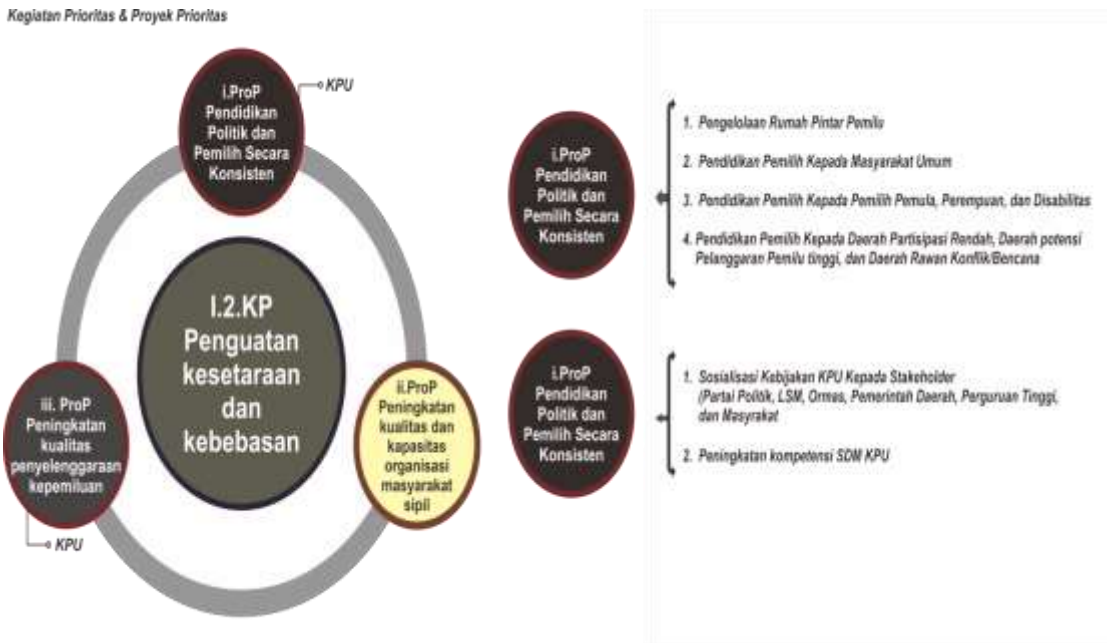 Kegiatan Prioritas & Proyek Prioritas
i.ProP
Pendidikan
Politik dan
Pemilih Secara
Konsisten
KPU
I.2.KP
Penguatan
kesetaraan
dan
kebebasan
iii. ProP
Peningkatan
kualitas
penyelenggaraan
kepemiluan
KPU
ii.ProP
Peningkatan
kualitas dan
kapasitas
organisasi
masyarakat
sipil
i.ProP
Pendidikan
Politik dan
Pemilih Secara
Konsisten
1. Pengelolaan Rumah Pintar Pemilu
2. Pendidikan Pemilih Kepada Masyarakat Umum
3. Pendidikan Pemilih Kepada Pemilih Pemula, Perempuan, dan Disabilitas
4. Pendidikan Pemilih Kepada Daerah Partisipasi Rendah, Daerah potensi
Pelanggaran Pemilu tinggi, dan Daerah Rawan Konflik/Bencana
i.ProP
Pendidikan
Politik dan
Pemilih Secara
Konsisten
1. Sosialisasi Kebijakan KPU Kepada Stakeholder
(Partai Politik, LSM, Ormas, Pemerintah Daerah, Perguruan Tinggi,
dan Masyrakat
2. Peningkatan kompetensi SDM KPU